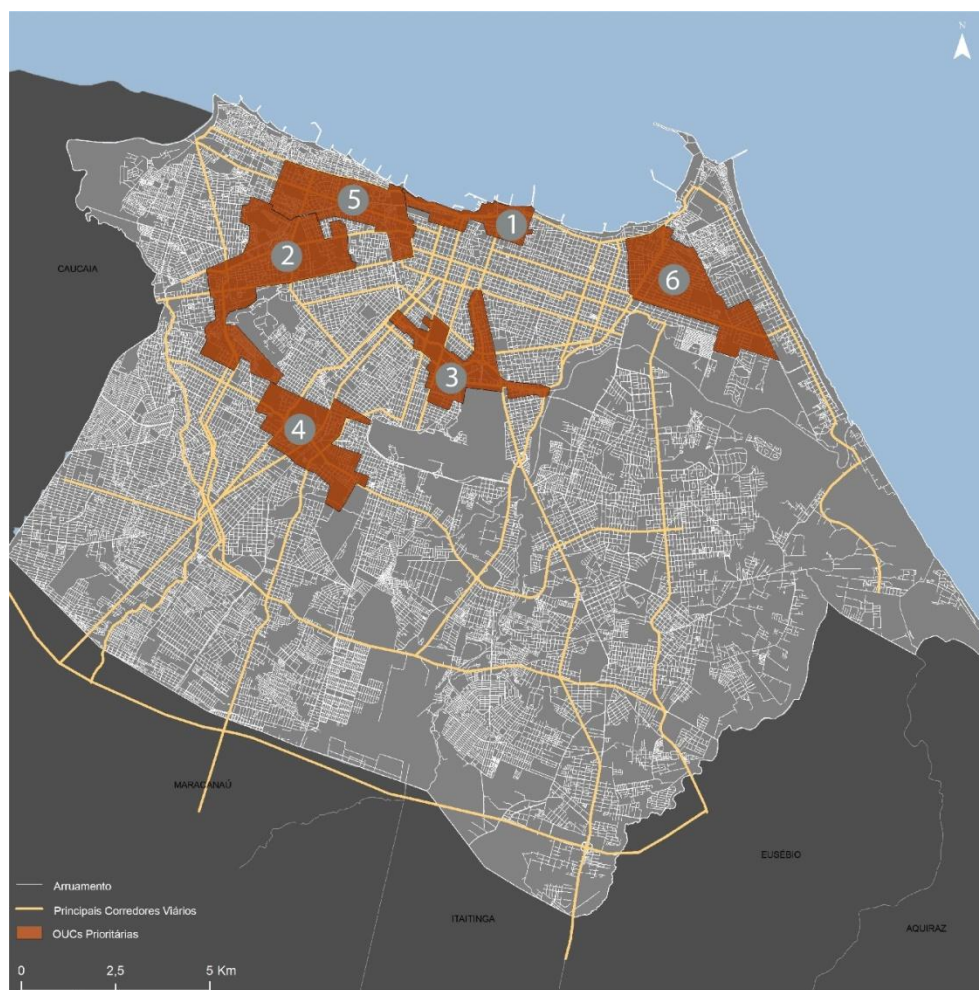 N
5
1
2
6
3
4
CAUCAIA
MARACANAÚ
EUSÉBIO
ITAITINGA
AQUIRAZ
Arruamento
Principais Corredores Viários
OUCs Prioritárias
0 2,5 5 Km